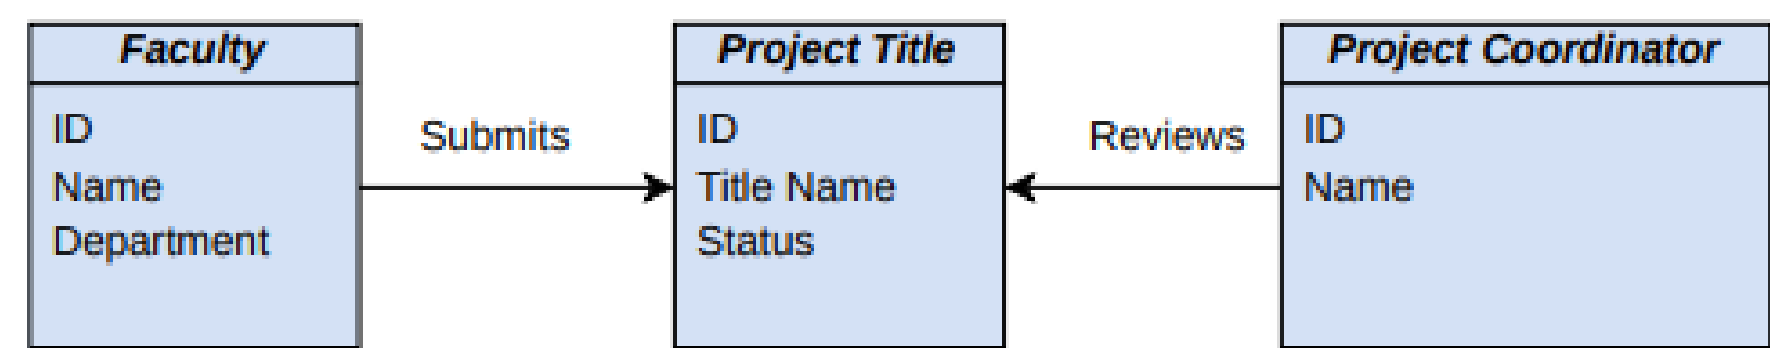 Faculty
ID
Name
Department
Submits
Project Title
ID
Title Name
Status
Reviews
Project Coordinator
ID
Name